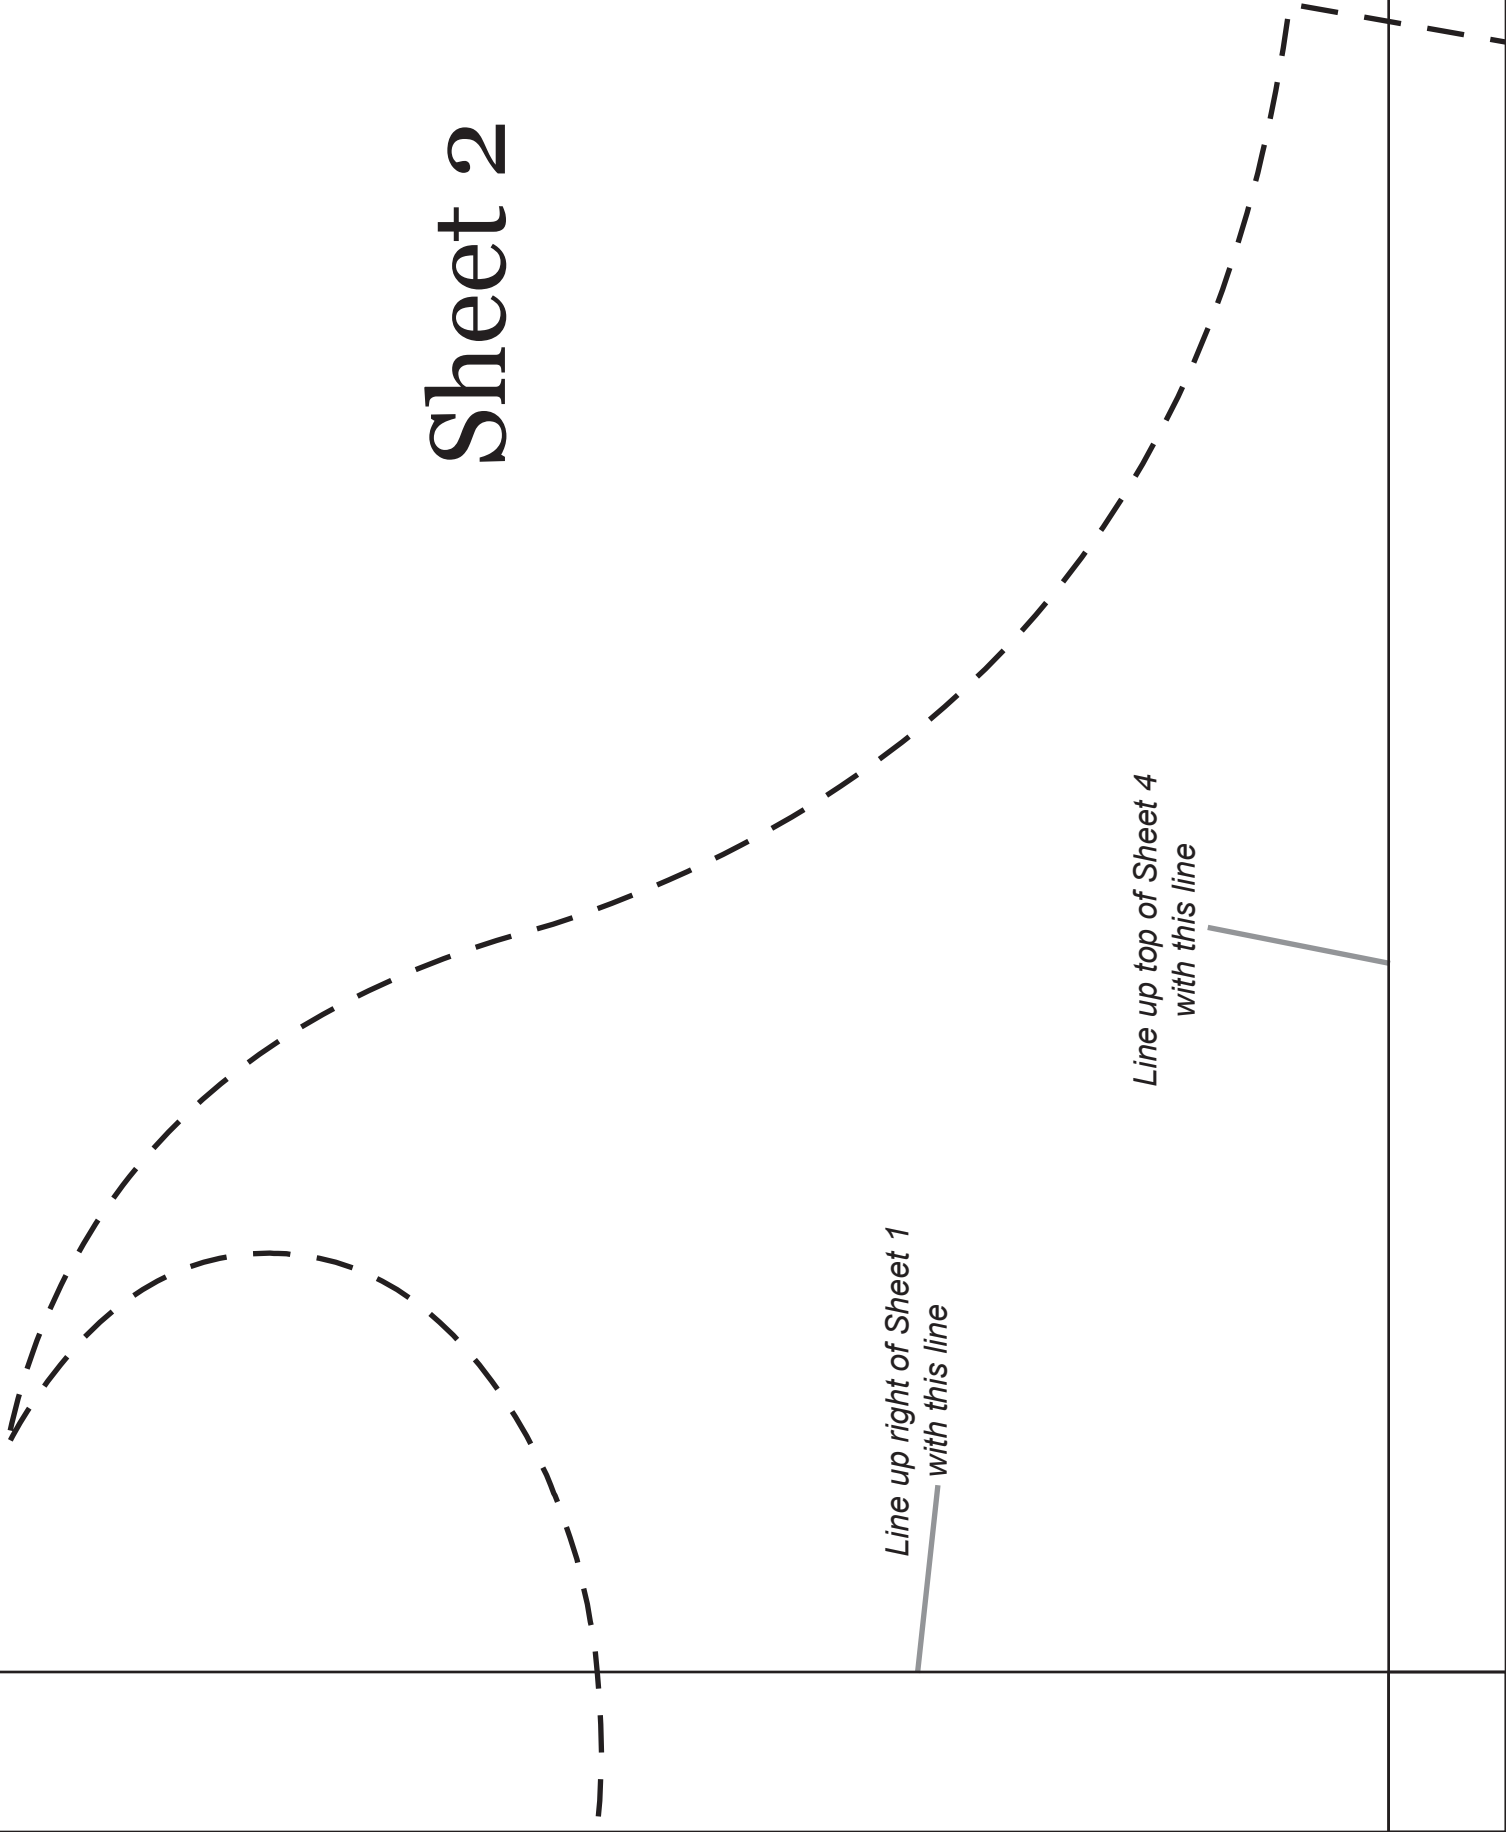 Sheet 2
Line up right of Sheet 1
with this line
Line up top of Sheet 4
with this line